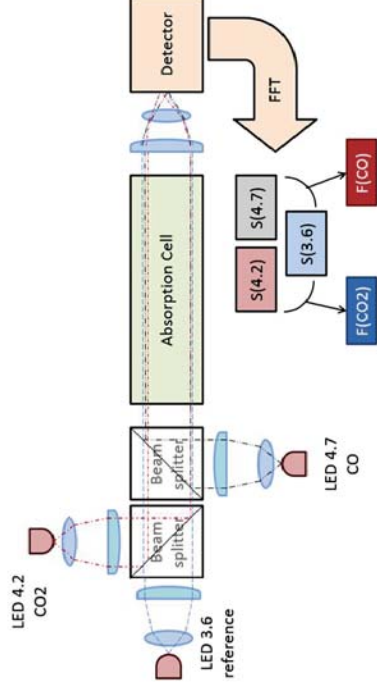 LED 4.2
CO2
LED 3.6
reference
Beam
splitter
Beam
splitter
LED 4.7
CO
Absorption Cell
Detector
FFT
S(4.2)
S(4.7)
S(3.6)
F(CO2)
F(CO)